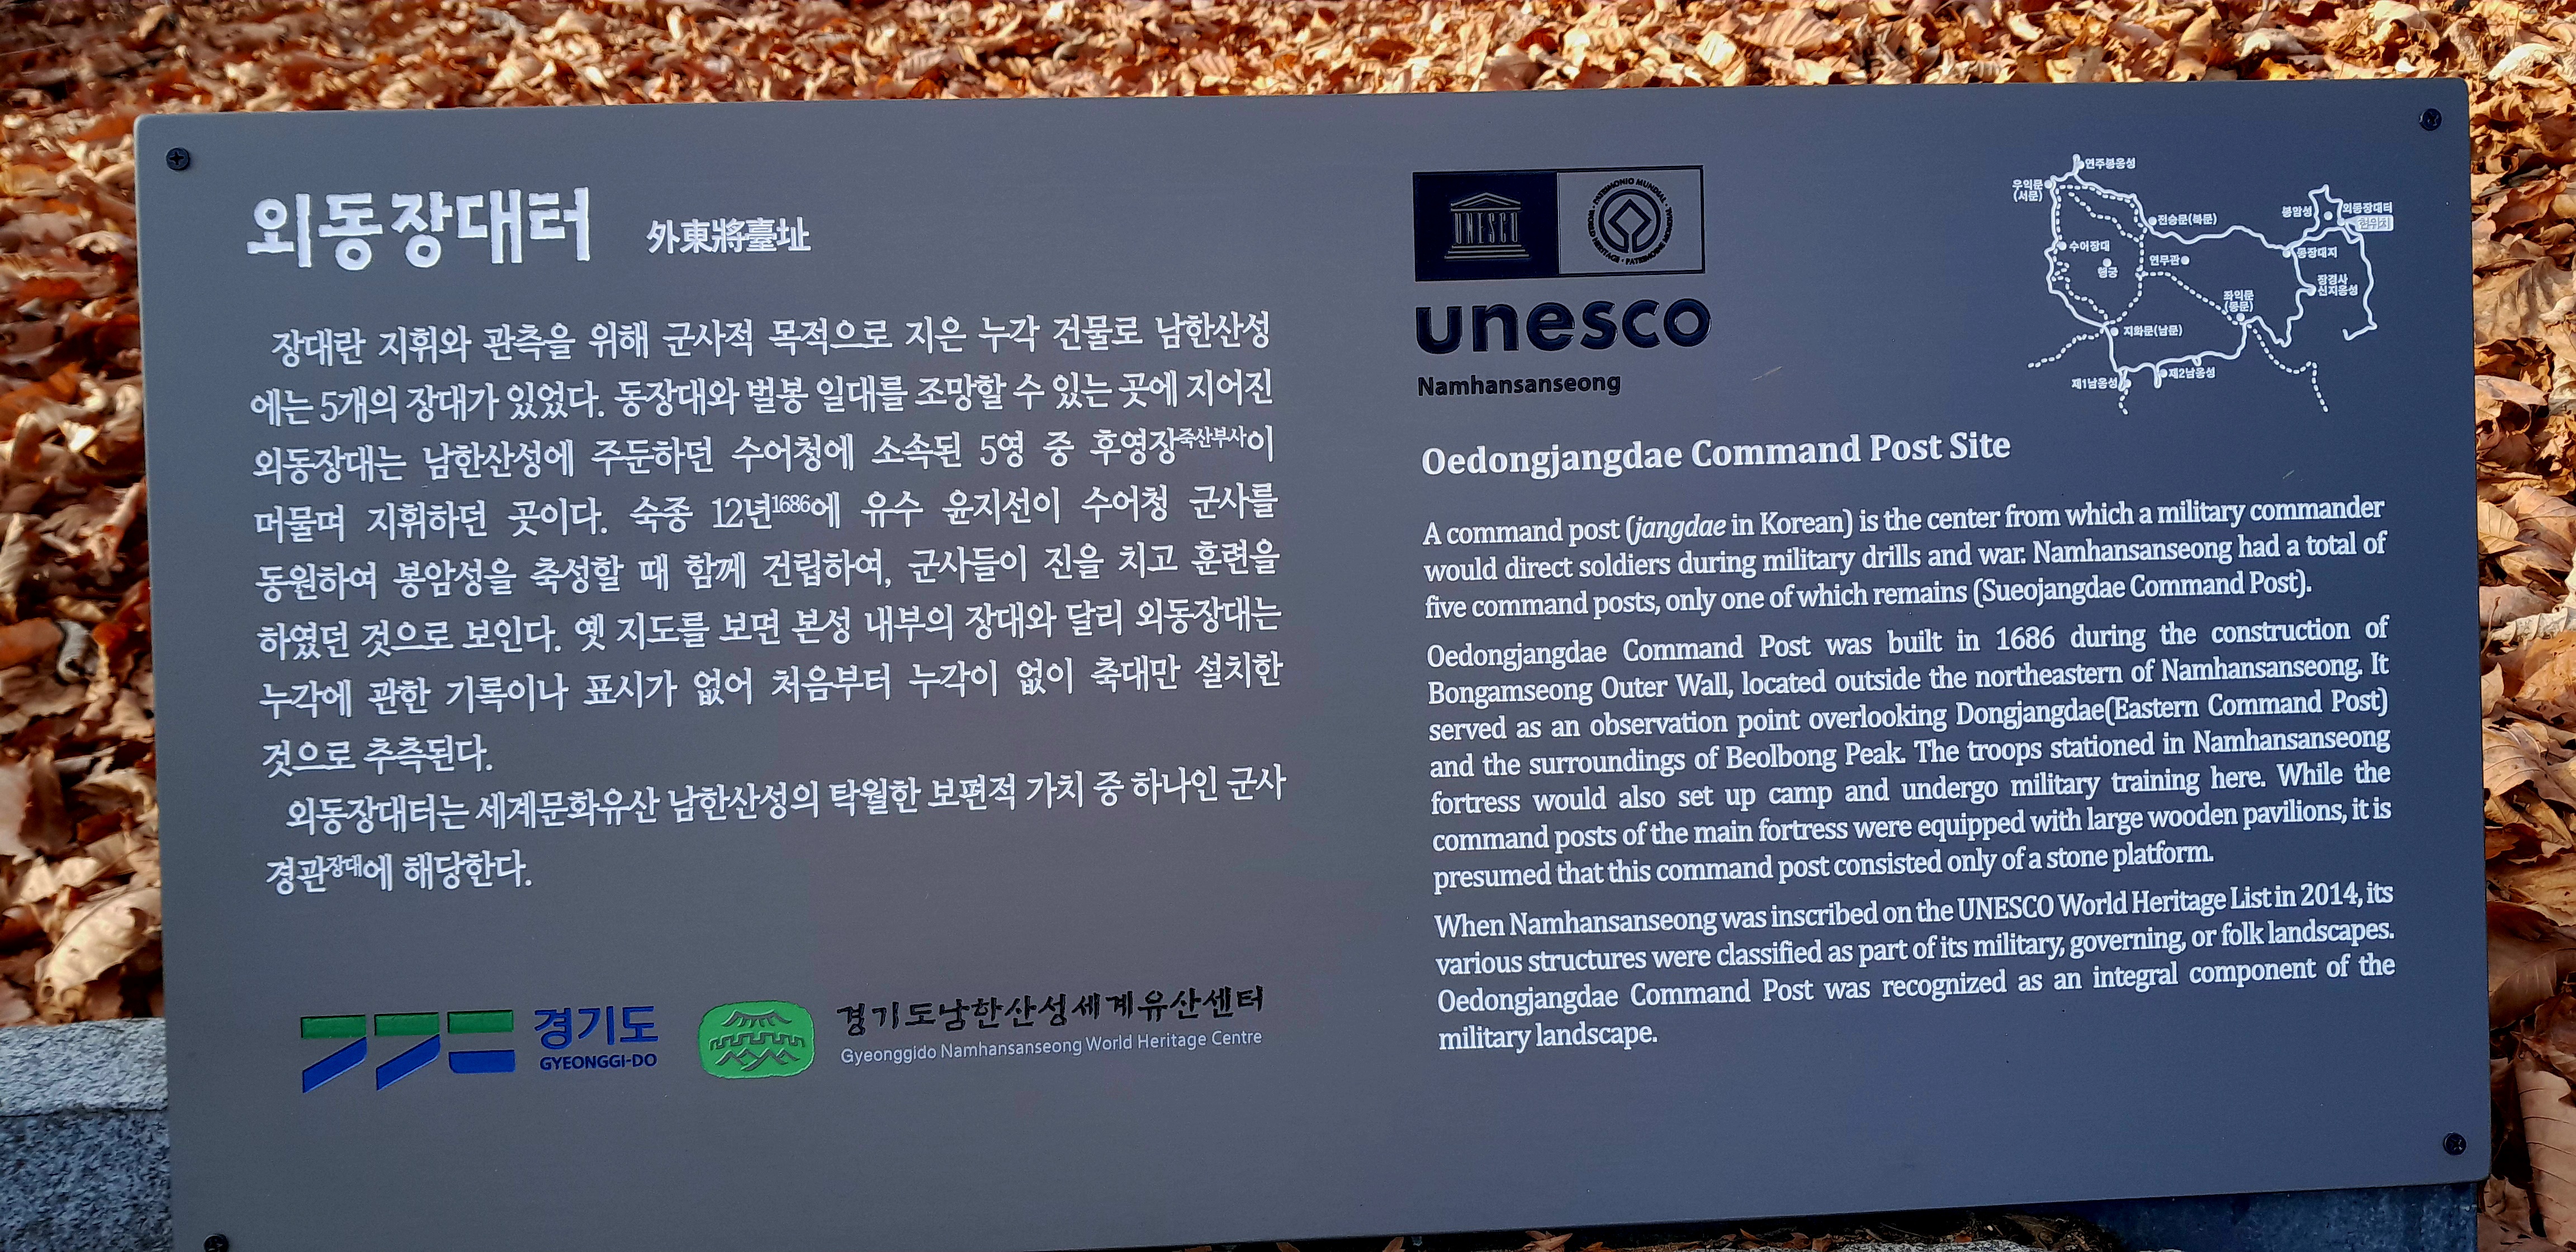 외동장대터 外東將臺址
장대란 지휘와 관측을 위해 군사적 목적으로 지은 누각 건물로 남한산성
에는 5개의 장대가 있었다. 동장대와 벌봉 일대를 조망할 수 있는 곳에 지어진
외동장대는 남한산성에 주둔하던 수어청에 소속된 5영 중 후영장죽산부사이
머물며 지휘하던 곳이다. 숙종 12년1686에 유수 윤지선이 수어청 군사를
동원하여 봉암성을 축성할 때 함께 건립하여, 군사들이 진을 치고 훈련을
하였던 것으로 보인다. 옛 지도를 보면 본성 내부의 장대와 달리 외동장대는
누각에 관한 기록이나 표시가 없어 처음부터 누각이 없이 축대만 설치한
것으로 추측된다.
외동장대터는 세계문화유산 남한산성의 탁월한 보편적 가치 중 하나인 군사
경관장대에 해당한다.
경기도
GYEONGGI-DO
경기도남한산성세계유산센터
Gyeonggido Namhansanseong World Heritage Centre
UNESCO
WORLD HERITAGE • PATRIMOINE MONDIAL • PATRIMONIO MUNDIAL
unesco
Namhansanseong
연주봉옹성
우익문
(서문)
전승문(북문)
봉암성
외동장대터
현위치
수어장대
행궁
연무관
동장대지
장경사
신지옹성
좌익문
(동문)
지화문(남문)
제1남옹성
제2남옹성
Oedongjangdae Command Post Site
A command post (jangdae in Korean) is the center from which a military commander
would direct soldiers during military drills and war. Namhansanseong had a total of
five command posts, only one of which remains (Sueojangdae Command Post).
Oedongjangdae Command Post was built in 1686 during the construction of
Bongamseong Outer Wall, located outside the northeastern of Namhansanseong. It
served as an observation point overlooking Dongjangdae(Eastern Command Post)
and the surroundings of Beolbong Peak. The troops stationed in Namhansanseong
fortress would also set up camp and undergo military training here. While the
command posts of the main fortress were equipped with large wooden pavilions, it is
presumed that this command post consisted only of a stone platform.
When Namhansanseong was inscribed on the UNESCO World Heritage List in 2014, its
various structures were classified as part of its military, governing, or folk landscapes.
Oedongjangdae Command Post was recognized as an integral component of the
military landscape.